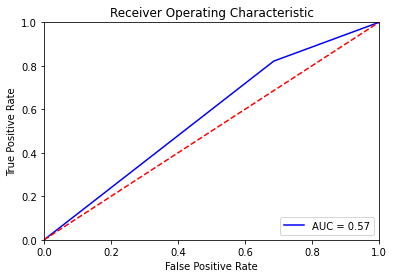 Receiver Operating Characteristic
True Positive Rate
1.0
0.8
0.6
0.4
0.2
0.0
AUC = 0.57
0.0 0.2 0.4 0.6 0.8 1.0
False Positive Rate